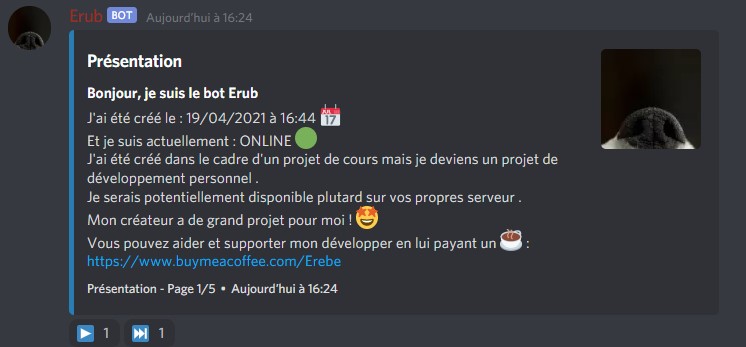 Erub BOT Aujourd'hui à 16:24
Présentation
Bonjour, je suis le bot Erub
J'ai été créé le : 19/04/2021 à 16:44 JUL 17
Et je suis actuellement : ONLINE
J'ai été créé dans le cadre d'un projet de cours mais je deviens un projet de
développement personnel .
Je serais potentiellement disponible plutard sur vos propres serveur .
Mon créateur a de grand projet pour moi !
Vous pouvez aider et supporter mon développer en lui payant un :
https://www.buymeacoffee.com/Erebe
Présentation - Page 1/5 • Aujourd'hui à 16:24
1 1